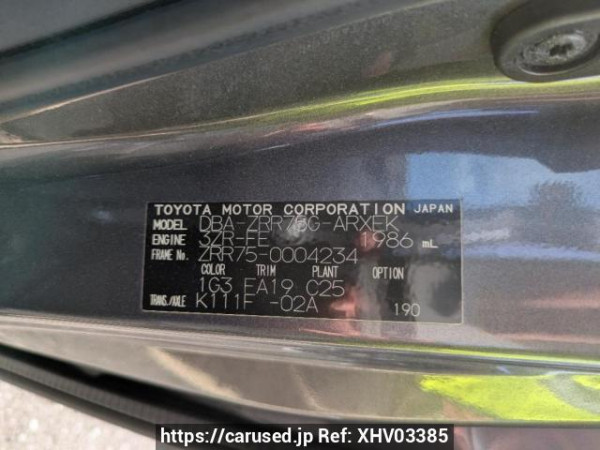 TOYOTA MOTOR CORPORATION JAPAN
MODEL DBA-ZRR75G-ARXEK
ENGINE 3ZR-FE 1986 mL
FRAME No. ZRR75-0004234
COLOR TRIM PLANT OPTION
1G3 FA19 C25
TRANS./AXLE K111F -02A 190
https://carused.jp Ref: XHV03385